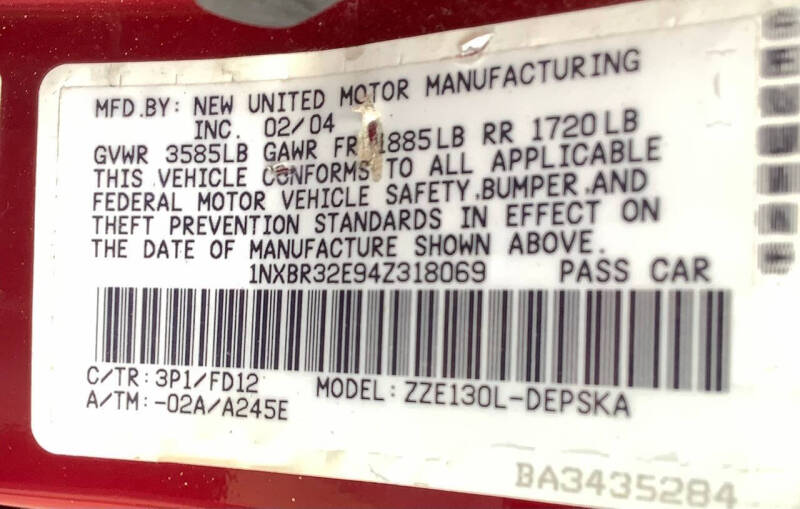 MFD.BY: NEW UNITED MOTOR MANUFACTURING
INC. 02/04
GVWR 3585LB GAWR FR 1885LB RR 1720LB
THIS VEHICLE CONFORMS TO ALL APPLICABLE
FEDERAL MOTOR VEHICLE SAFETY,BUMPER,AND
THEFT PREVENTION STANDARDS IN EFFECT ON
THE DATE OF MANUFACTURE SHOWN ABOVE.
1NXBR32E94Z318069 PASS CAR
C/TR: 3P1/FD12 MODEL: ZZE130L-DEPSKA
A/TM: -02A/A245E
BA3435284